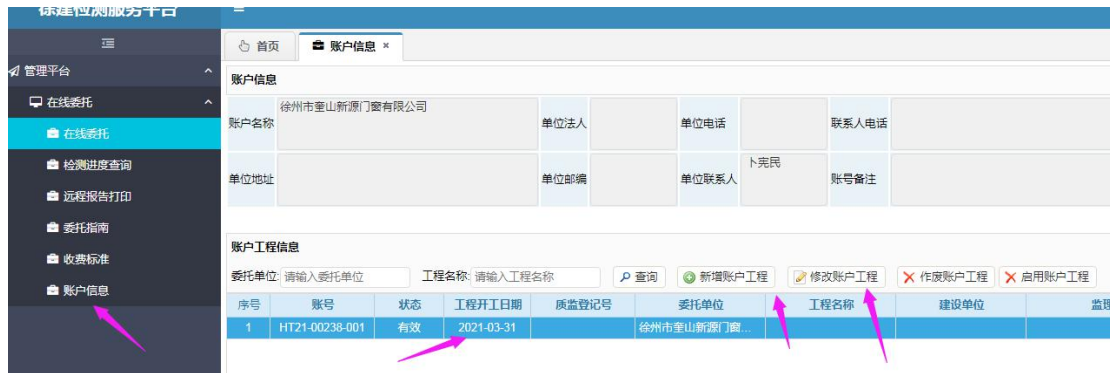 徐建检测服务平台
首页
账户信息 ×
管理平台
账户信息
在线委托
账户名称 徐州市奎山新源门窗有限公司 单位法人 单位电话 联系人电话
在线委托
检测进度查询
单位地址 单位邮编 单位联系人 卜宪民 账号备注
远程报告打印
委托指南
账户工程信息
收费标准
委托单位: 请输入委托单位 工程名称: 请输入工程名称 查询 新增账户工程 修改账户工程 作废账户工程 启用账户工程
账户信息
序号 账号 状态 工程开工日期 质监登记号 委托单位 工程名称 建设单位 监理
1 HT21-00238-001 有效 2021-03-31 徐州市奎山新源门窗...